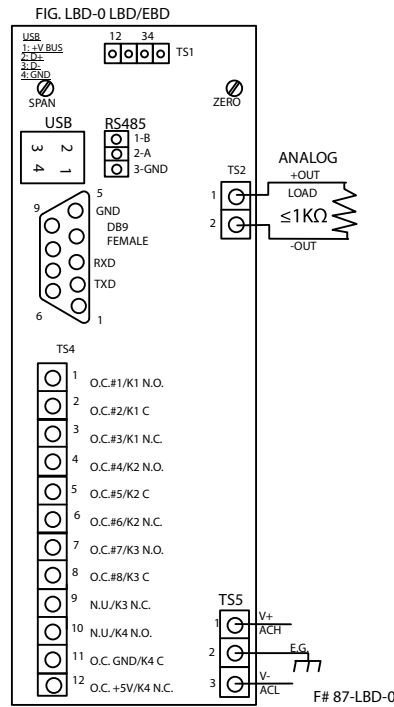 FIG. LBD-0 LBD/EBD
USB
1: +V BUS
2: D+
3: D-
4: GND
12 34
TS1
SPAN
ZERO
USB
3 2
4 1
RS485
1-B
2-A
3-GND
TS2
1
2
ANALOG
+OUT
LOAD
≤1KΩ
-OUT
5
9
GND
DB9
FEMALE
RXD
TXD
6
1
TS4
1 O.C.#1/K1 N.O.
2 O.C.#2/K1 C
3 O.C.#3/K1 N.C.
4 O.C.#4/K2 N.O.
5 O.C.#5/K2 C
6 O.C.#6/K2 N.C.
7 O.C.#7/K3 N.O.
8 O.C.#8/K3 C
9 N.U./K3 N.C.
10 N.U./K4 N.O.
11 O.C. GND/K4 C
12 O.C. +5V/K4 N.C.
TS5
1 V+
ACH
2 E.G.
3 V-
ACL
F# 87-LBD-0